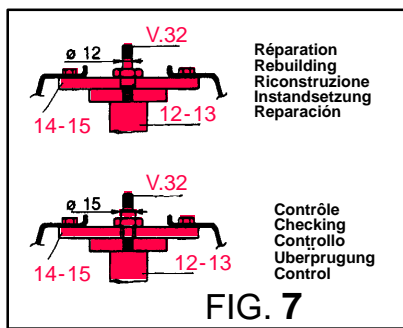 V.32
ø 12
Réparation
Rebuilding
Riconstruzione
Instandsetzung
Reparación
14-15
12-13
V.32
ø 15
Contrôle
Checking
Controllo
Uberprugung
Control
14-15
12-13
FIG. 7